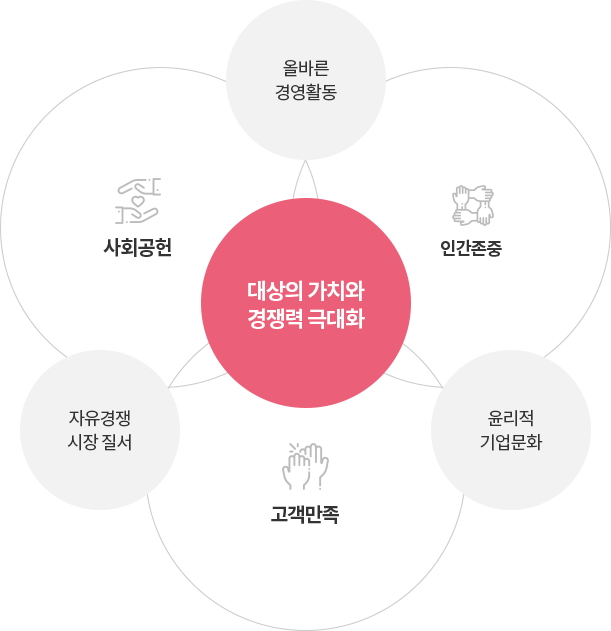 올바른
경영활동
사회공헌
인간존중
대상의 가치와
경쟁력 극대화
자유경쟁
시장 질서
윤리적
기업문화
고객만족